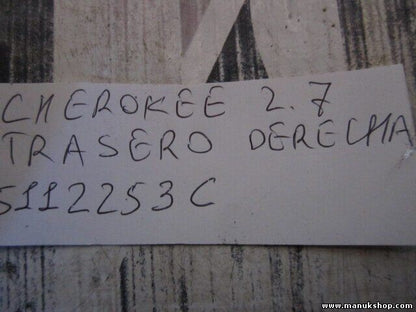 CHEROKEE 2.7
TRASERO DERECHA
5112253C
www.manukshop.com